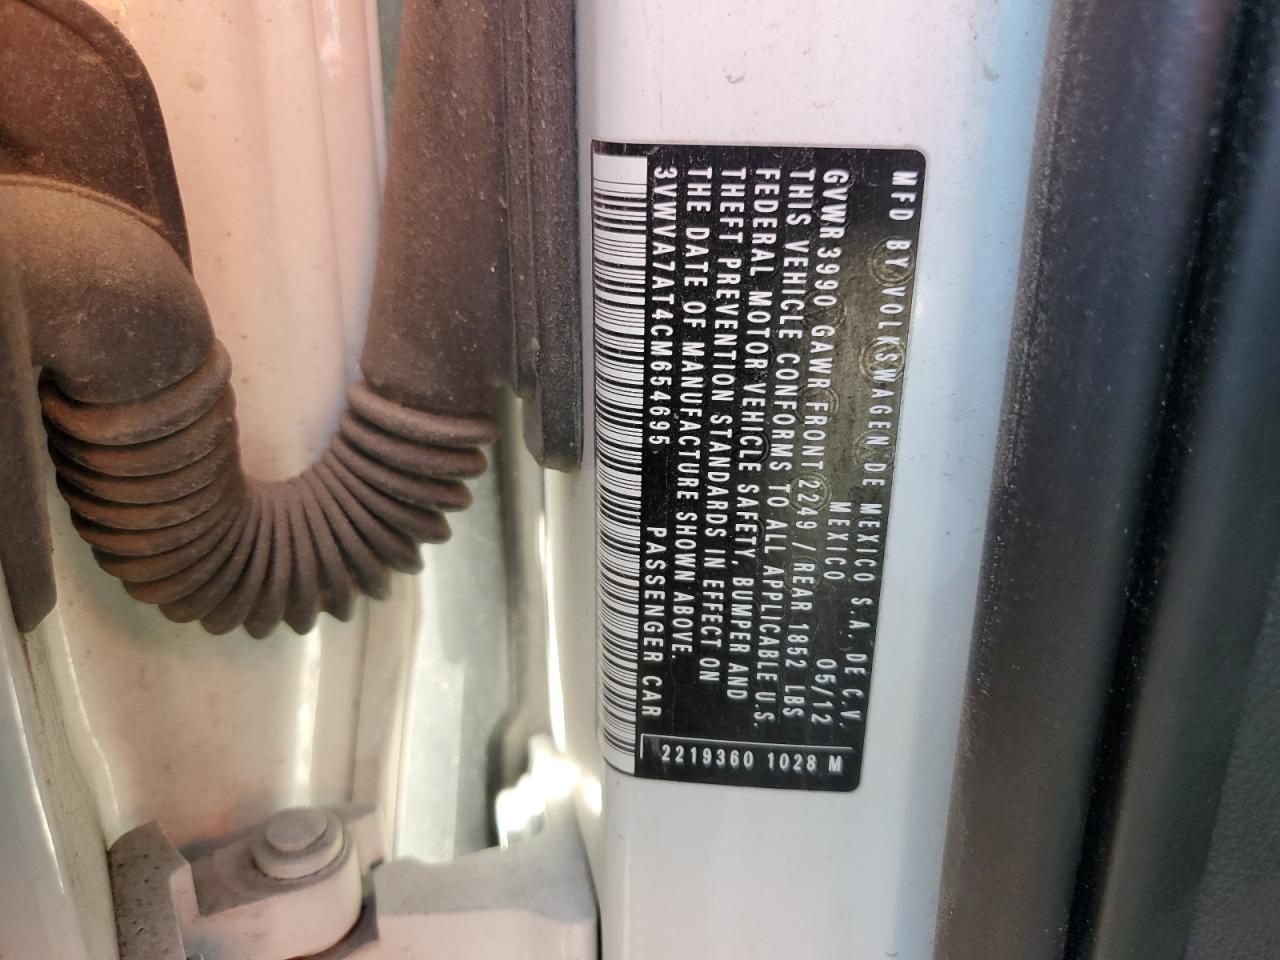 MFD BY VOLKSWAGEN DE MEXICO S.A. DE C.V.
MEXICO 05/12
GVWR 3990 GAWR FRONT 2249 / REAR 1852 LBS
THIS VEHICLE CONFORMS TO ALL APPLICABLE U.S.
FEDERAL MOTOR VEHICLE SAFETY, BUMPER AND
THEFT PREVENTION STANDARDS IN EFFECT ON
THE DATE OF MANUFACTURE SHOWN ABOVE.
3VWVA7AT4CM654695 PASSENGER CAR
2219360 1028 M